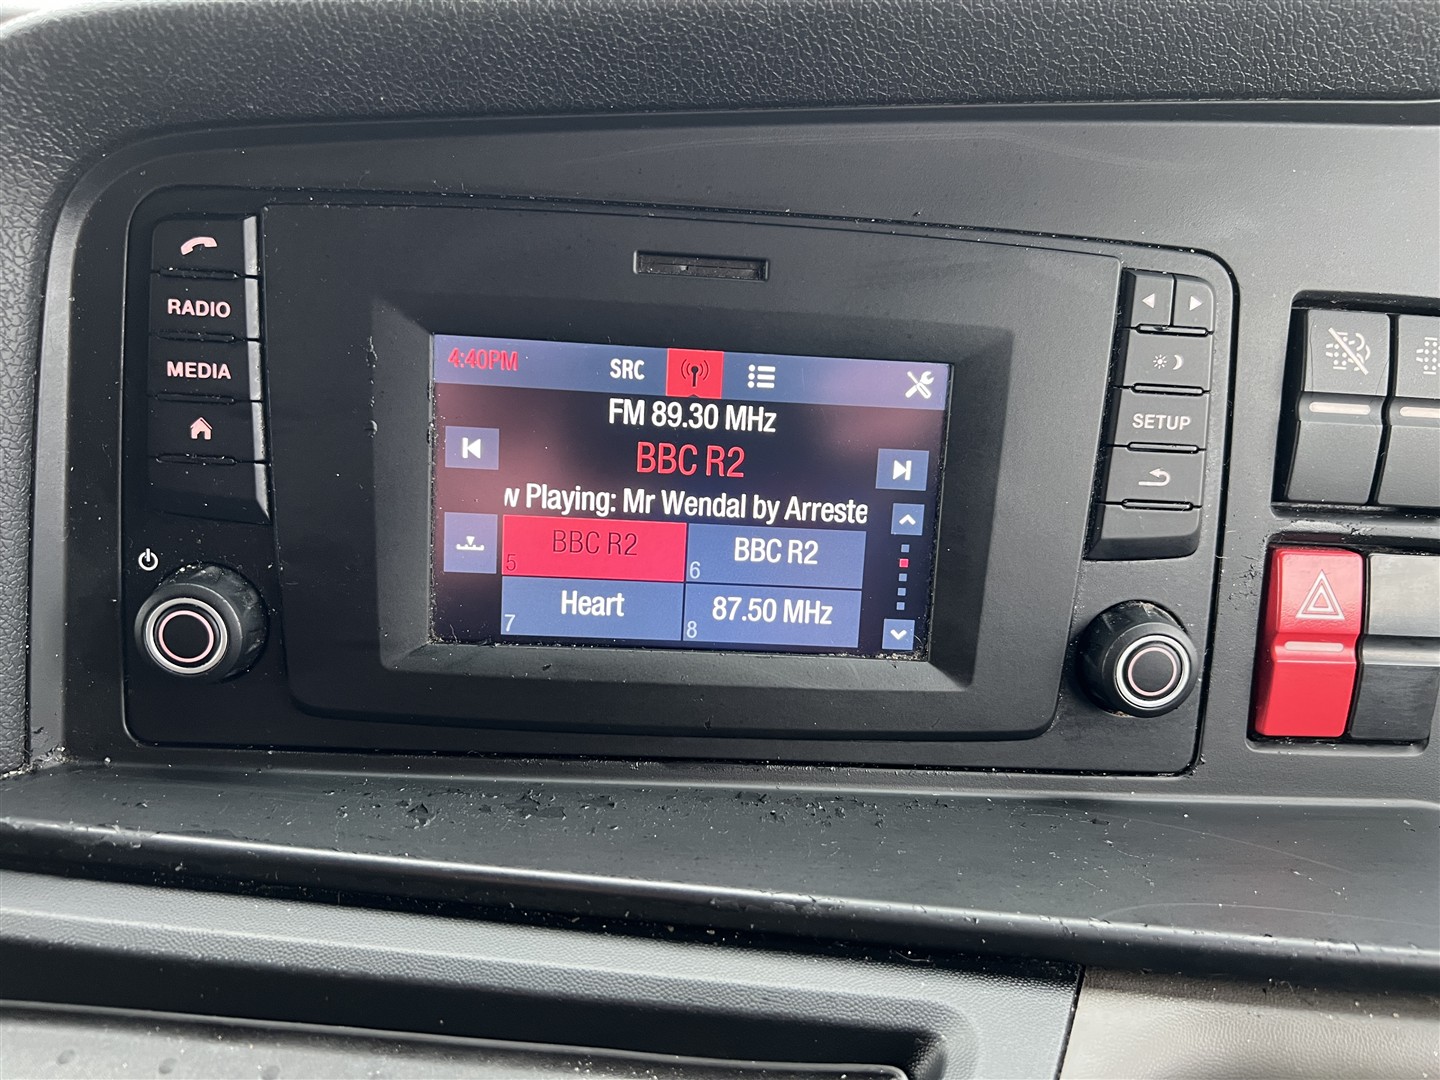 RADIO
MEDIA
4:40PM SRC
FM 89.30 MHz
BBC R2
w Playing: Mr Wendal by Arreste
5 BBC R2
6 BBC R2
7 Heart
8 87.50 MHz
SETUP